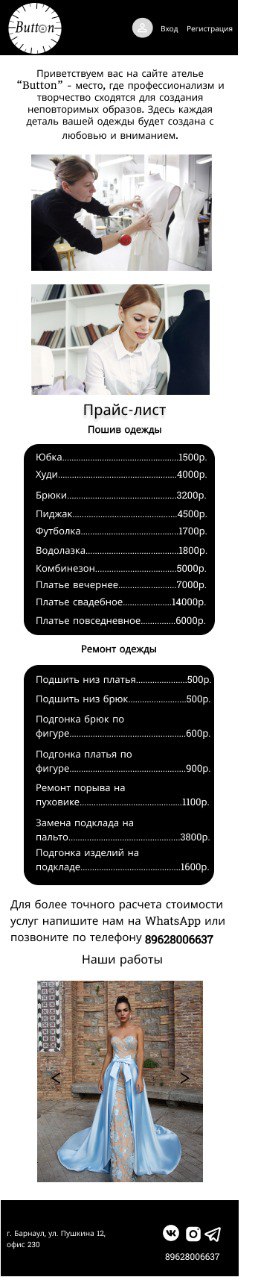 Button
Вход Регистрация
Приветствуем вас на сайте ателье
“Button” - место, где профессионализм и
творчество сходятся для создания
неповторимых образов. Здесь каждая
деталь вашей одежды будет создана с
любовью и вниманием.
Прайс-лист
Пошив одежды
Юбка........................................1500р.
Худи........................................4000р.
Брюки........................................3200р.
Пиджак........................................4500р.
Футболка........................................1700р.
Водолазка........................................1800р.
Комбинезон..............................5000р.
Платье вечернее....................7000р.
Платье свадебное.................14000р.
Платье повседневное..............6000р.
Ремонт одежды
Подшить низ платья......................500р.
Подшить низ брюк.......................500р.
Подгонка брюк по
фигуре........................................600р.
Подгонка платья по
фигуре........................................900р.
Ремонт порыва на
пуховике...................................1100р.
Замена подклада на
пальто........................................3800р.
Подгонка изделий на
подкладе...................................1600р.
Для более точного расчета стоимости
услуг напишите нам на WhatsApp или
позвоните по телефону 89628006637
Наши работы
г. Барнаул, ул. Пушкина 12,
офис 230
89628006637